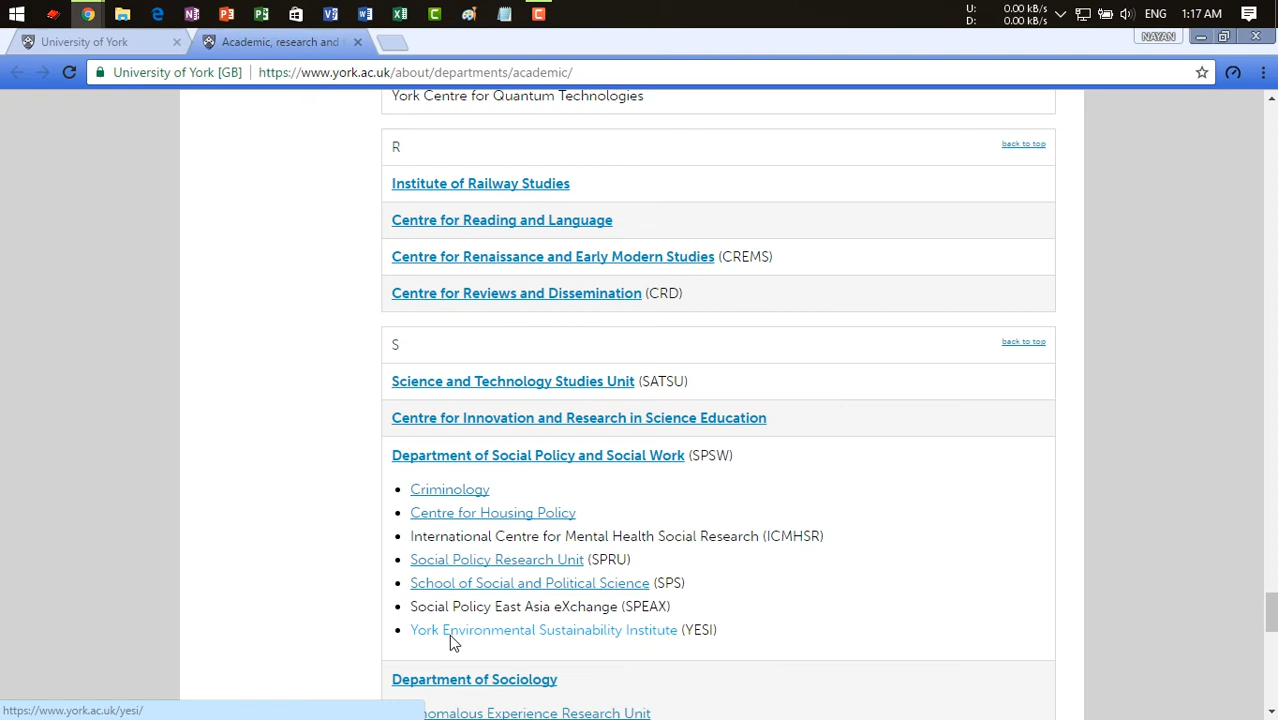 U: 0.00 kB/s
D: 0.00 kB/s
ENG
1:17 AM
University of York
Academic, research and
NAYAN
University of York [GB]
https://www.york.ac.uk/about/departments/academic/
York Centre for Quantum Technologies
R
back to top
Institute of Railway Studies
Centre for Reading and Language
Centre for Renaissance and Early Modern Studies (CREMS)
Centre for Reviews and Dissemination (CRD)
S
back to top
Science and Technology Studies Unit (SATSU)
Centre for Innovation and Research in Science Education
Department of Social Policy and Social Work (SPSW)
Criminology
Centre for Housing Policy
International Centre for Mental Health Social Research (ICMHSR)
Social Policy Research Unit (SPRU)
School of Social and Political Science (SPS)
Social Policy East Asia eXchange (SPEAX)
York Environmental Sustainability Institute (YESI)
Department of Sociology
nomalous Experience Research Unit
https://www.york.ac.uk/yesi/